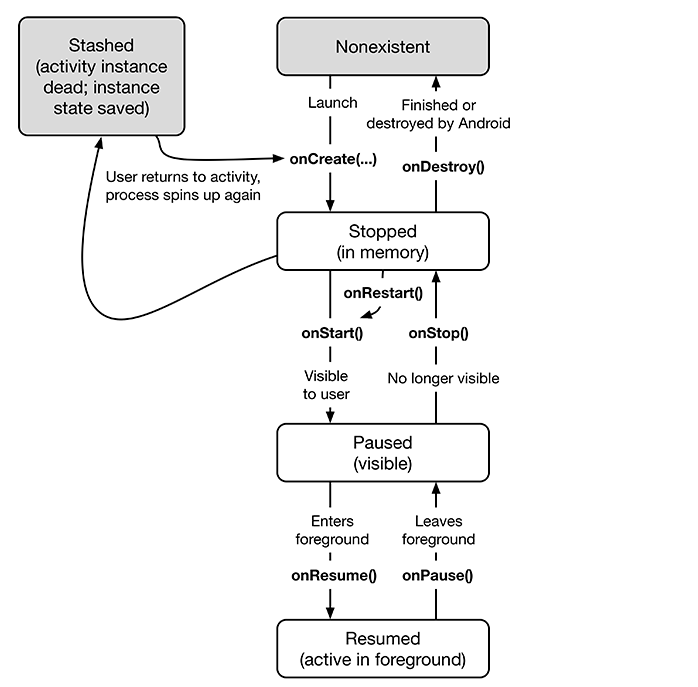 Stashed
(activity instance
dead; instance
state saved)
Nonexistent
Launch
Finished or
destroyed by Android
onCreate(...)
onDestroy()
User returns to activity,
process spins up again
Stopped
(in memory)
onRestart()
onStart()
onStop()
Visible
to user
No longer visible
Paused
(visible)
Enters
foreground
Leaves
foreground
onResume()
onPause()
Resumed
(active in foreground)